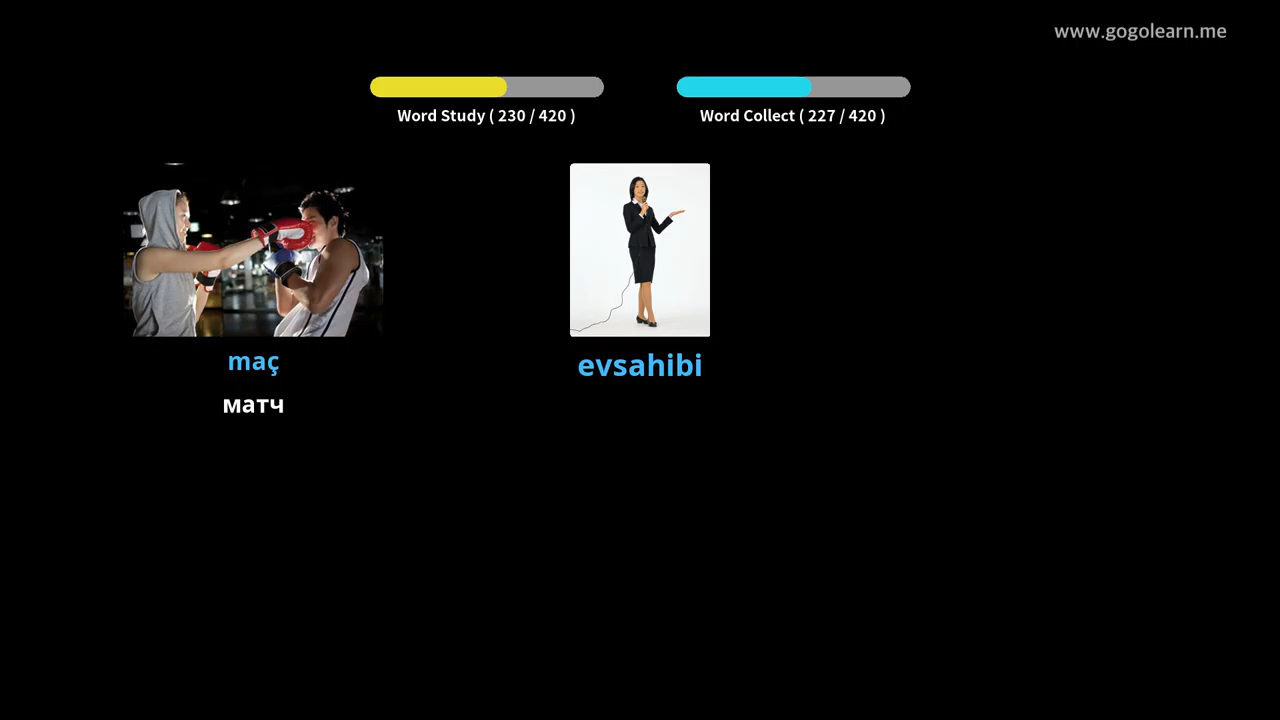 www.gogolearn.me
Word Study ( 230 / 420 )
Word Collect ( 227 / 420 )
maç
матч
evsahibi